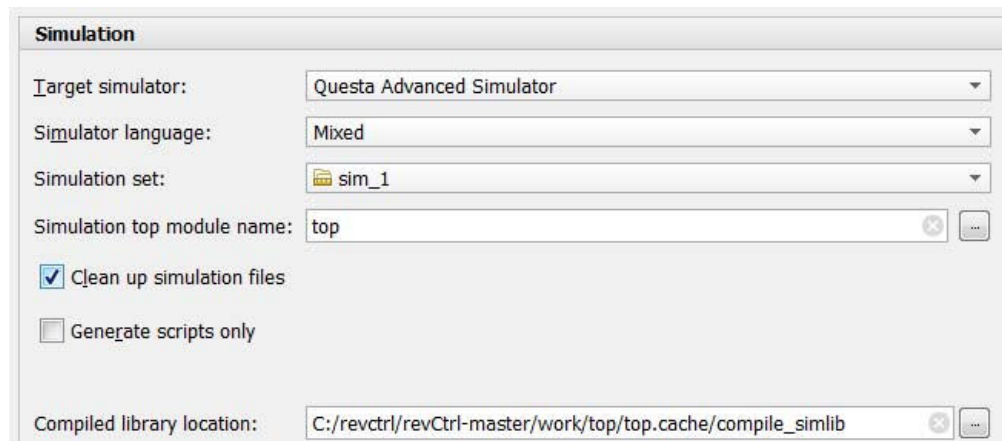 Simulation
Target simulator: Questa Advanced Simulator
Simulator language: Mixed
Simulation set: sim_1
Simulation top module name: top ...
Clean up simulation files
Generate scripts only
Compiled library location: C:/revctrl/revCtrl-master/work/top/top.cache/compile_simlib ...